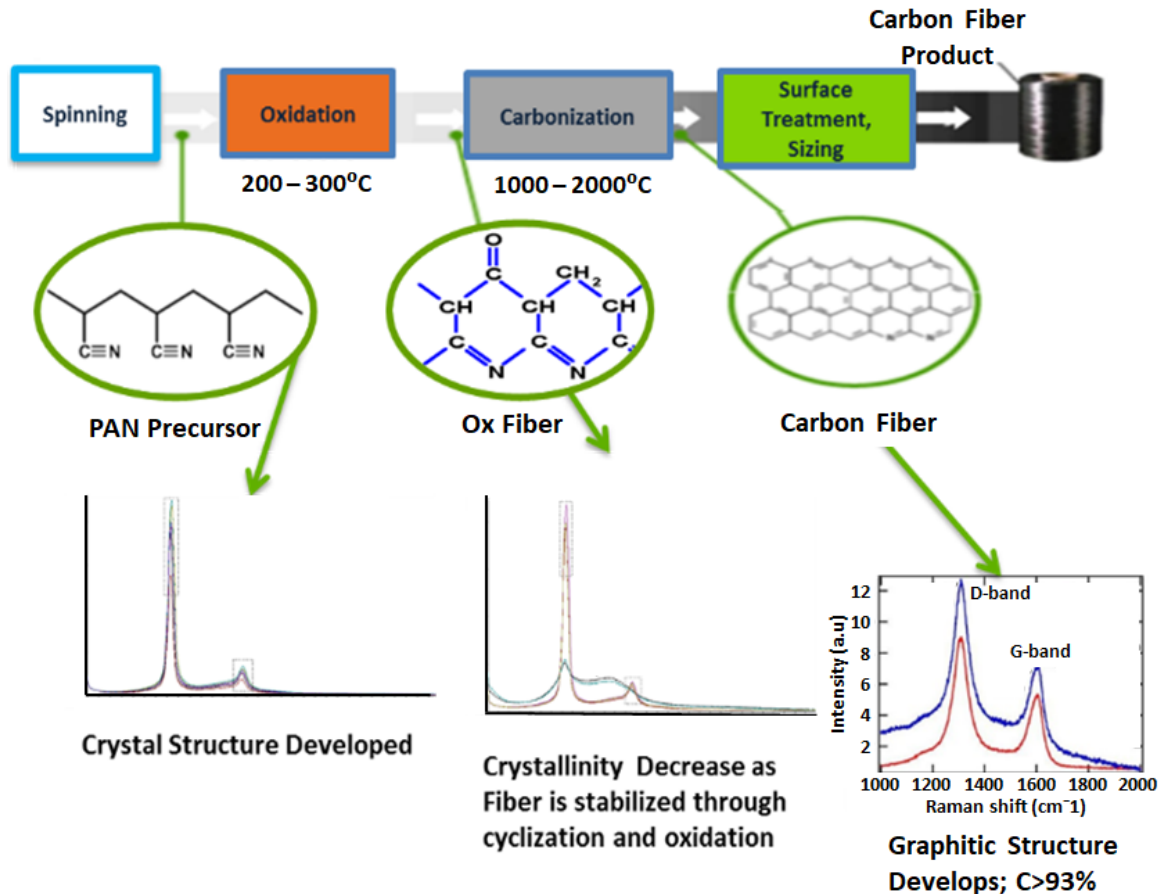 Carbon Fiber
Product
Spinning
Oxidation
Carbonization
Surface
Treatment,
Sizing
200 – 300⁰C
1000 – 2000⁰C
C≡N C≡N C≡N
O
C
CH₂
CH
CH
CH
C
C
C
N
N
PAN Precursor
Ox Fiber
Carbon Fiber
Crystal Structure Developed
Crystallinity Decrease as
Fiber is stabilized through
cyclization and oxidation
D-band
G-band
Intensity (a.u)
12
10
8
6
4
2
1000 1200 1400 1600 1800 2000
Raman shift (cm⁻1)
Graphitic Structure
Develops; C>93%